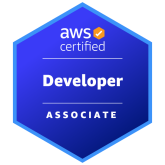 aws
certified
Developer
ASSOCIATE